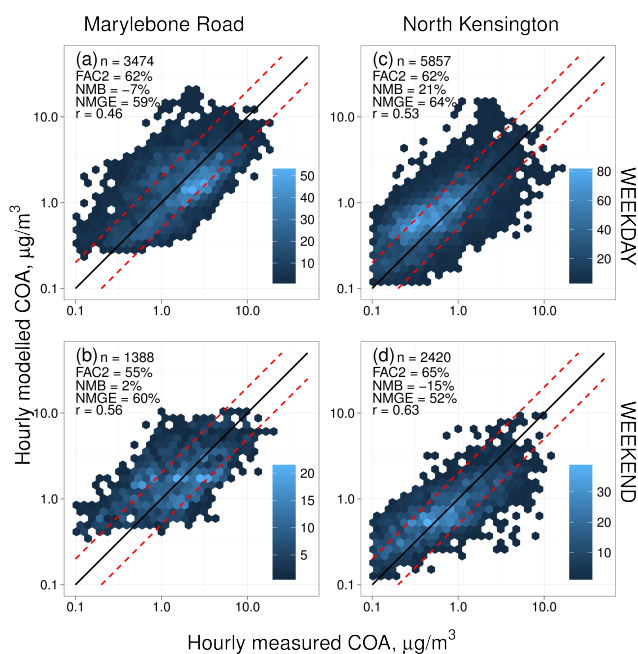 Marylebone Road
North Kensington
(a) n = 3474
FAC2 = 62%
NMB = −7%
NMGE = 59%
r = 0.46
10.0
1.0
0.1
0.1
1.0
10.0
50
40
30
20
10
(c) n = 5857
FAC2 = 62%
NMB = 21%
NMGE = 64%
r = 0.53
10.0
1.0
0.1
0.1
1.0
10.0
80
60
40
20
WEEKDAY
Hourly modelled COA, μg/m³
(b) n = 1388
FAC2 = 55%
NMB = 2%
NMGE = 60%
r = 0.56
10.0
1.0
0.1
0.1
1.0
10.0
20
15
10
5
(d) n = 2420
FAC2 = 65%
NMB = −15%
NMGE = 52%
r = 0.63
10.0
1.0
0.1
0.1
1.0
10.0
30
20
10
WEEKEND
Hourly measured COA, μg/m³